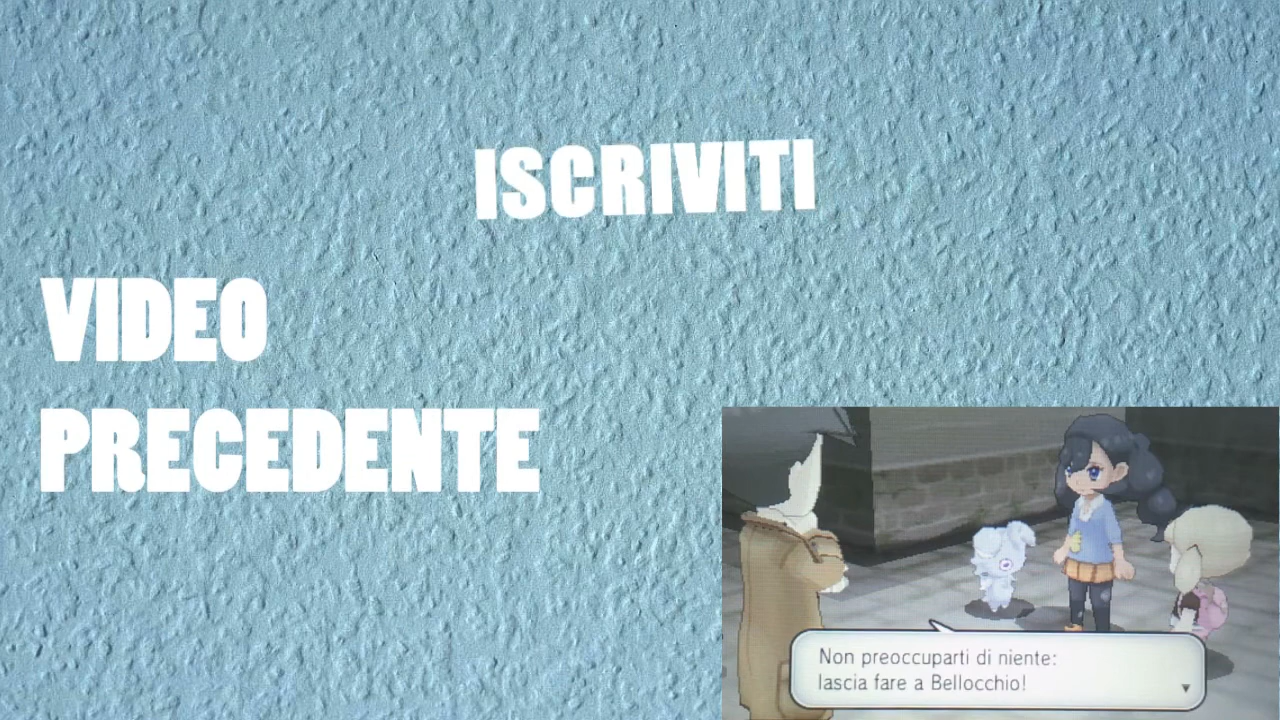 ISCRIVITI
VIDEO
PRECEDENTE
Non preoccuparti di niente:
lascia fare a Bellocchio!